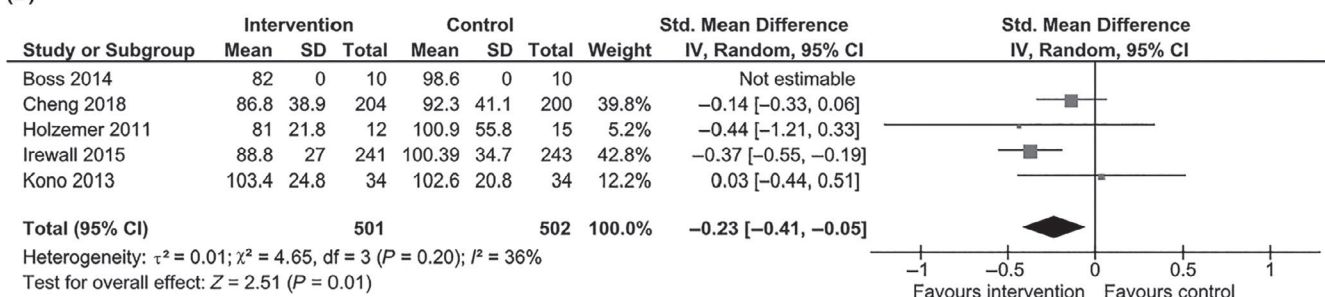 Intervention Control Std. Mean Difference Std. Mean Difference
Study or Subgroup Mean SD Total Mean SD Total Weight IV, Random, 95% CI IV, Random, 95% CI
Boss 2014 82 0 10 98.6 0 10 Not estimable
Cheng 2018 86.8 38.9 204 92.3 41.1 200 39.8% −0.14 [−0.33, 0.06]
Holzemer 2011 81 21.8 12 100.9 55.8 15 5.2% −0.44 [−1.21, 0.33]
Irewall 2015 88.8 27 241 100.39 34.7 243 42.8% −0.37 [−0.55, −0.19]
Kono 2013 103.4 24.8 34 102.6 20.8 34 12.2% 0.03 [−0.44, 0.51]
Total (95% CI) 501 502 100.0% −0.23 [−0.41, −0.05]
Heterogeneity: τ² = 0.01; χ² = 4.65, df = 3 (P = 0.20); I² = 36%
Test for overall effect: Z = 2.51 (P = 0.01)
−1 −0.5 0 0.5 1
Favours intervention Favours control